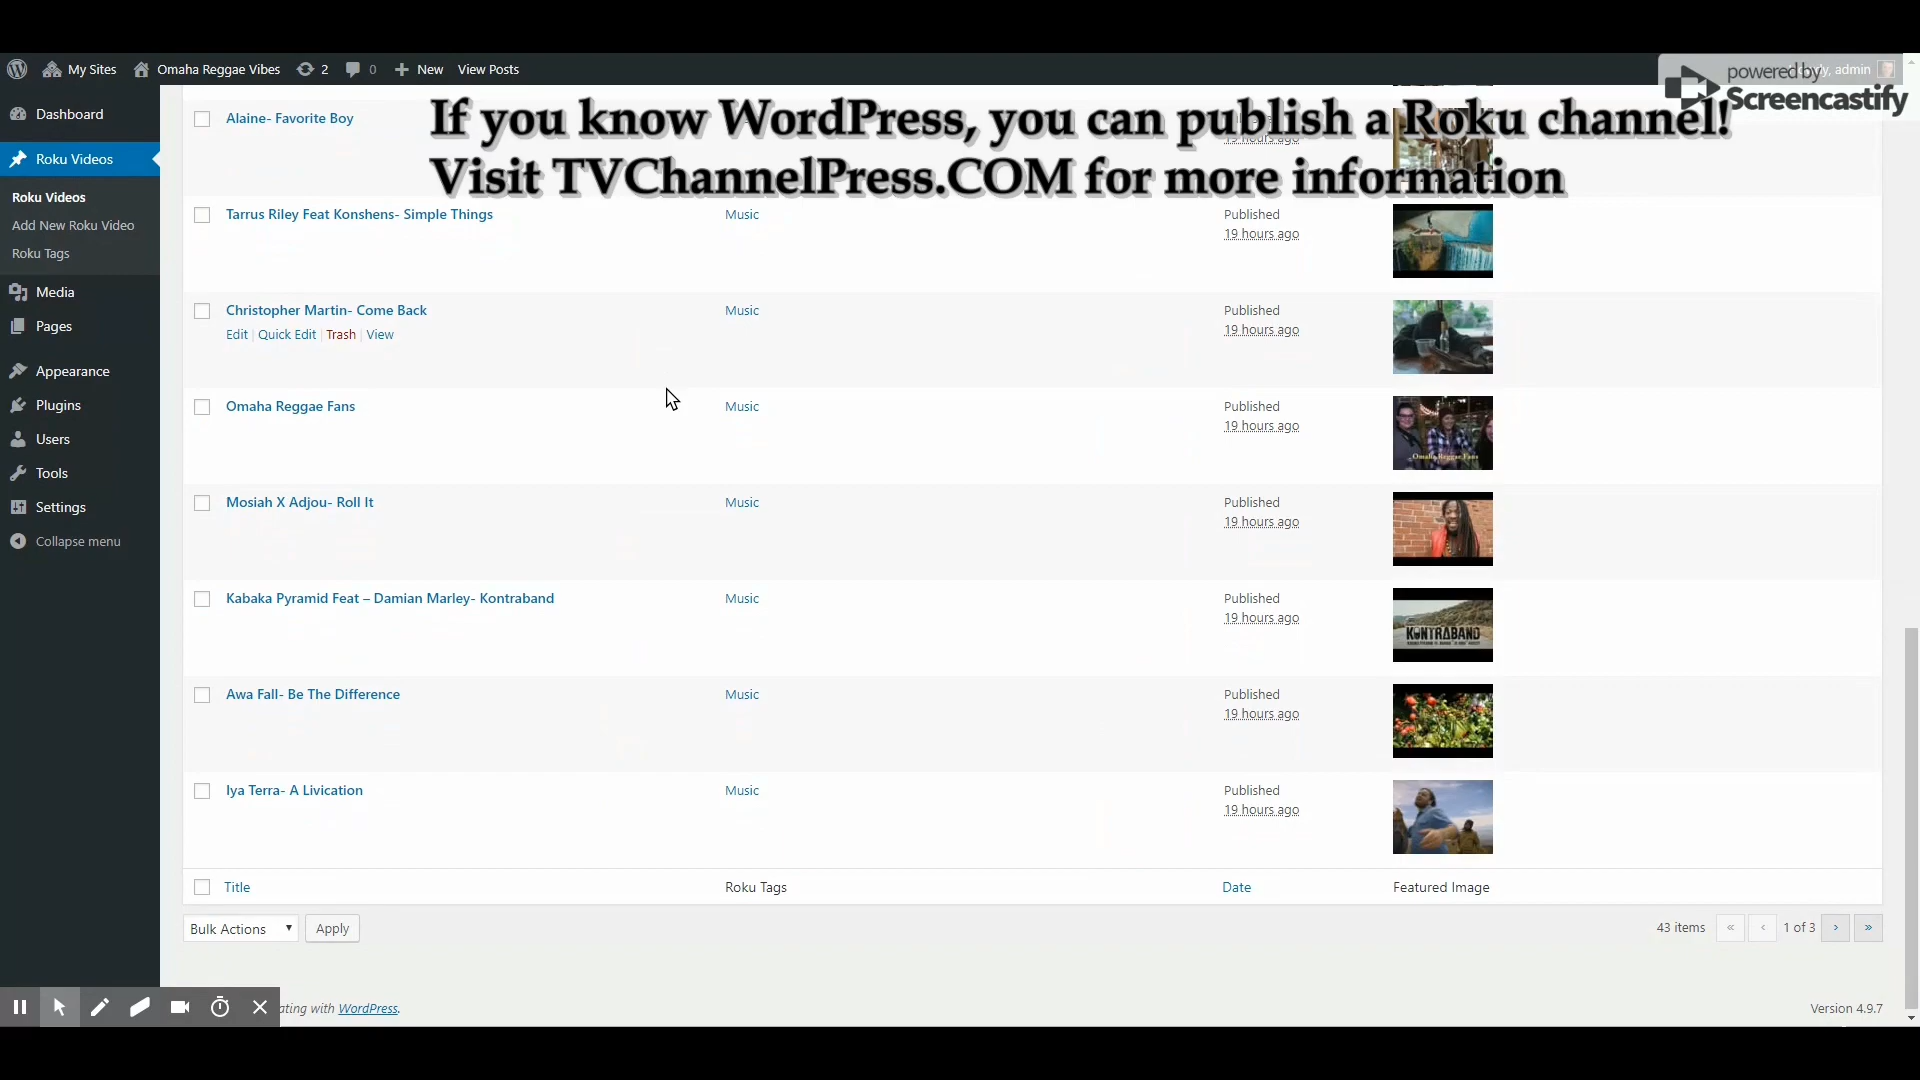 My Sites Omaha Reggae Vibes 2 0 New View Posts admin
powered by
Screencastify
If you know WordPress, you can publish a Roku channel!
Visit TVChannelPress.COM for more information
Dashboard
Roku Videos
Roku Videos
Add New Roku Video
Roku Tags
Media
Pages
Appearance
Plugins
Users
Tools
Settings
Collapse menu
Alaine- Favorite Boy
19 hours ago
Tarrus Riley Feat Konshens- Simple Things Music Published
19 hours ago
Christopher Martin- Come Back Music Published
19 hours ago
Edit | Quick Edit | Trash | View
Omaha Reggae Fans Music Published
19 hours ago
Omaha Reggae Fans
Mosiah X Adjou- Roll It Music Published
19 hours ago
Kabaka Pyramid Feat – Damian Marley- Kontraband Music Published
19 hours ago
KONTRABAND
Awa Fall- Be The Difference Music Published
19 hours ago
Iya Terra- A Livication Music Published
19 hours ago
Title Roku Tags Date Featured Image
Bulk Actions Apply 43 items « ‹ 1 of 3 › »
ating with WordPress. Version 4.9.7